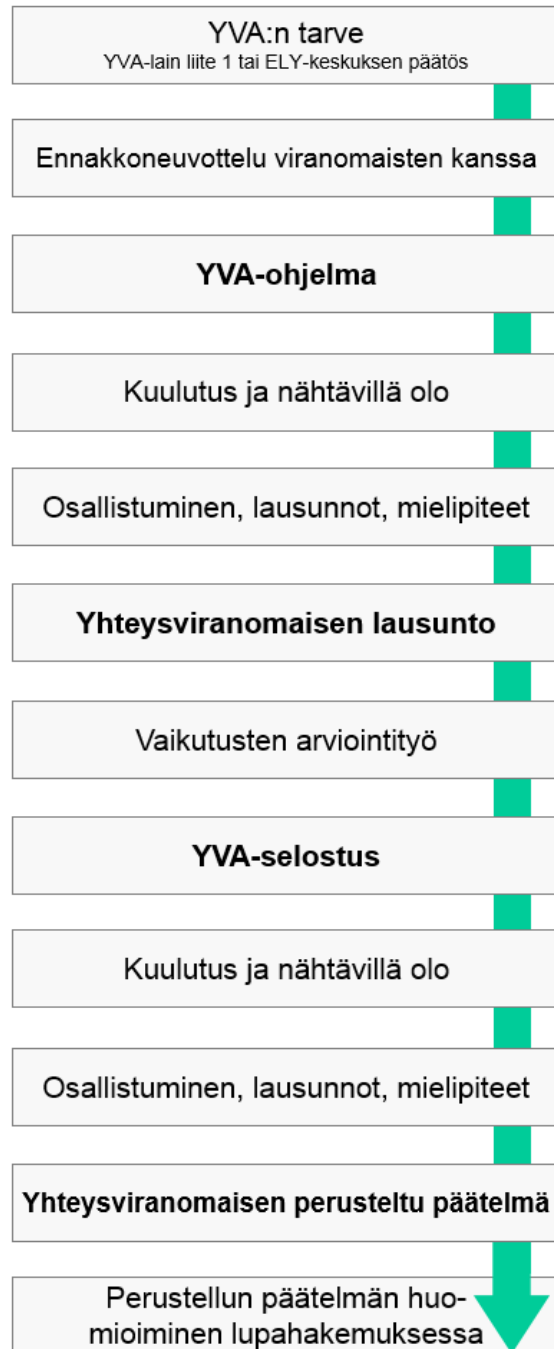 YVA:n tarve
YVA-lain liite 1 tai ELY-keskuksen päätös
Ennakkoneuvottelu viranomaisten kanssa
YVA-ohjelma
Kuulutus ja nähtävillä olo
Osallistuminen, lausunnot, mielipiteet
Yhteysviranomaisen lausunto
Vaikutusten arviointityö
YVA-selostus
Kuulutus ja nähtävillä olo
Osallistuminen, lausunnot, mielipiteet
Yhteysviranomaisen perusteltu päätelmä
Perustellun päätelmän huo-
mioiminen lupahakemuksessa